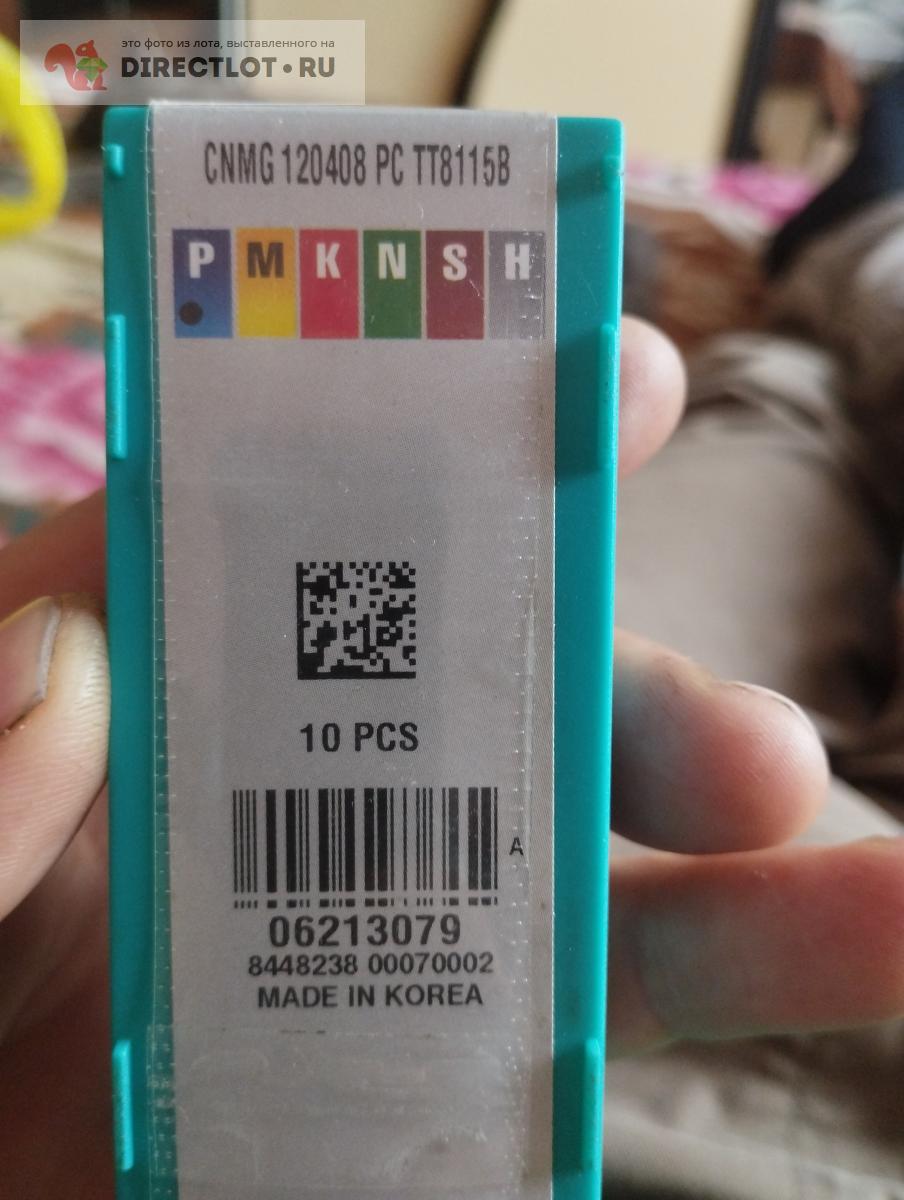 это фото из лота, выставленного на
DIRECTLOT.RU
CNMG 120408 PC TT8115B
P M K N S H
10 PCS
A
06213079
8448238 00070002
MADE IN KOREA